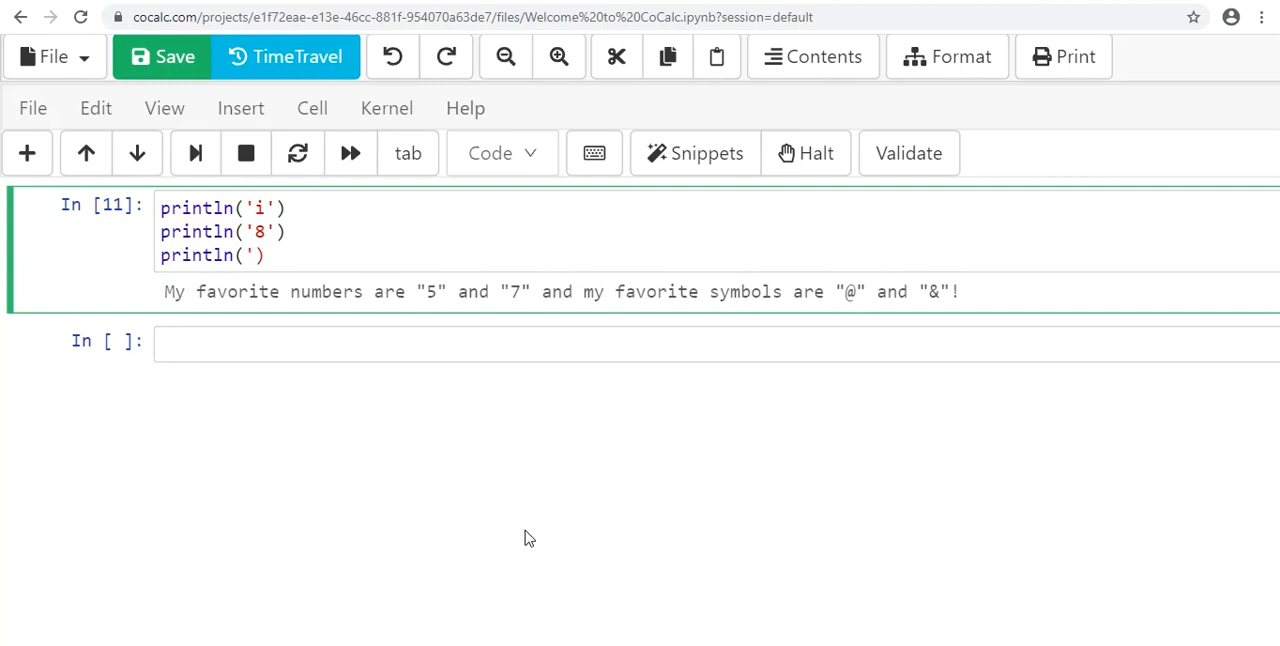 cocalc.com/projects/e1f72eae-e13e-46cc-881f-954070a63de7/files/Welcome%20to%20CoCalc.ipynb?session=default
File Save TimeTravel Contents Format Print
File Edit View Insert Cell Kernel Help
tab Code Snippets Halt Validate
In [11]: println('i')
println('8')
println(')
My favorite numbers are "5" and "7" and my favorite symbols are "@" and "&"!
In [ ]: